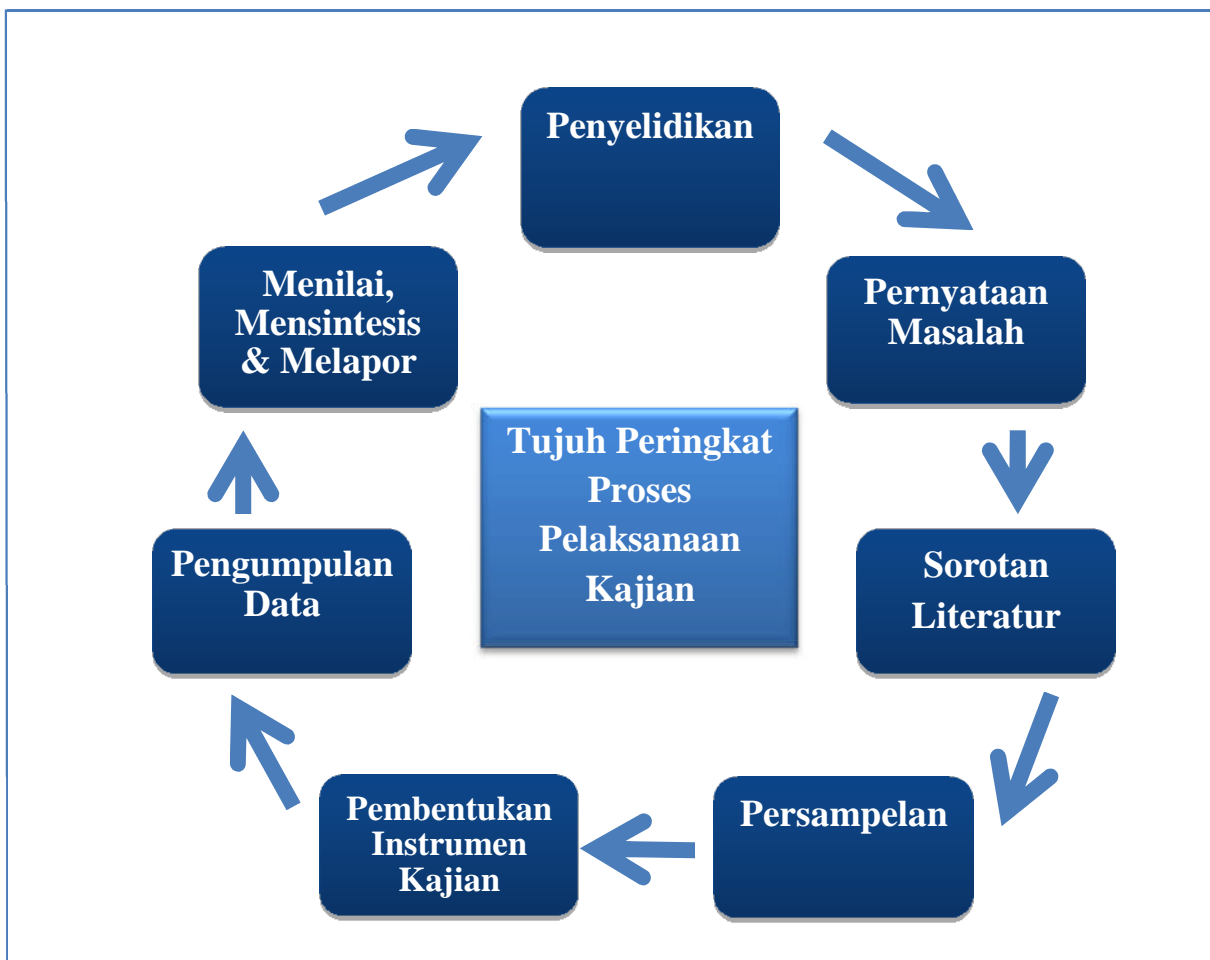 Penyelidikan
Pernyataan
Masalah
Sorotan
Literatur
Persampelan
Pembentukan
Instrumen
Kajian
Pengumpulan
Data
Menilai,
Mensintesis
& Melapor
Tujuh Peringkat
Proses
Pelaksanaan
Kajian